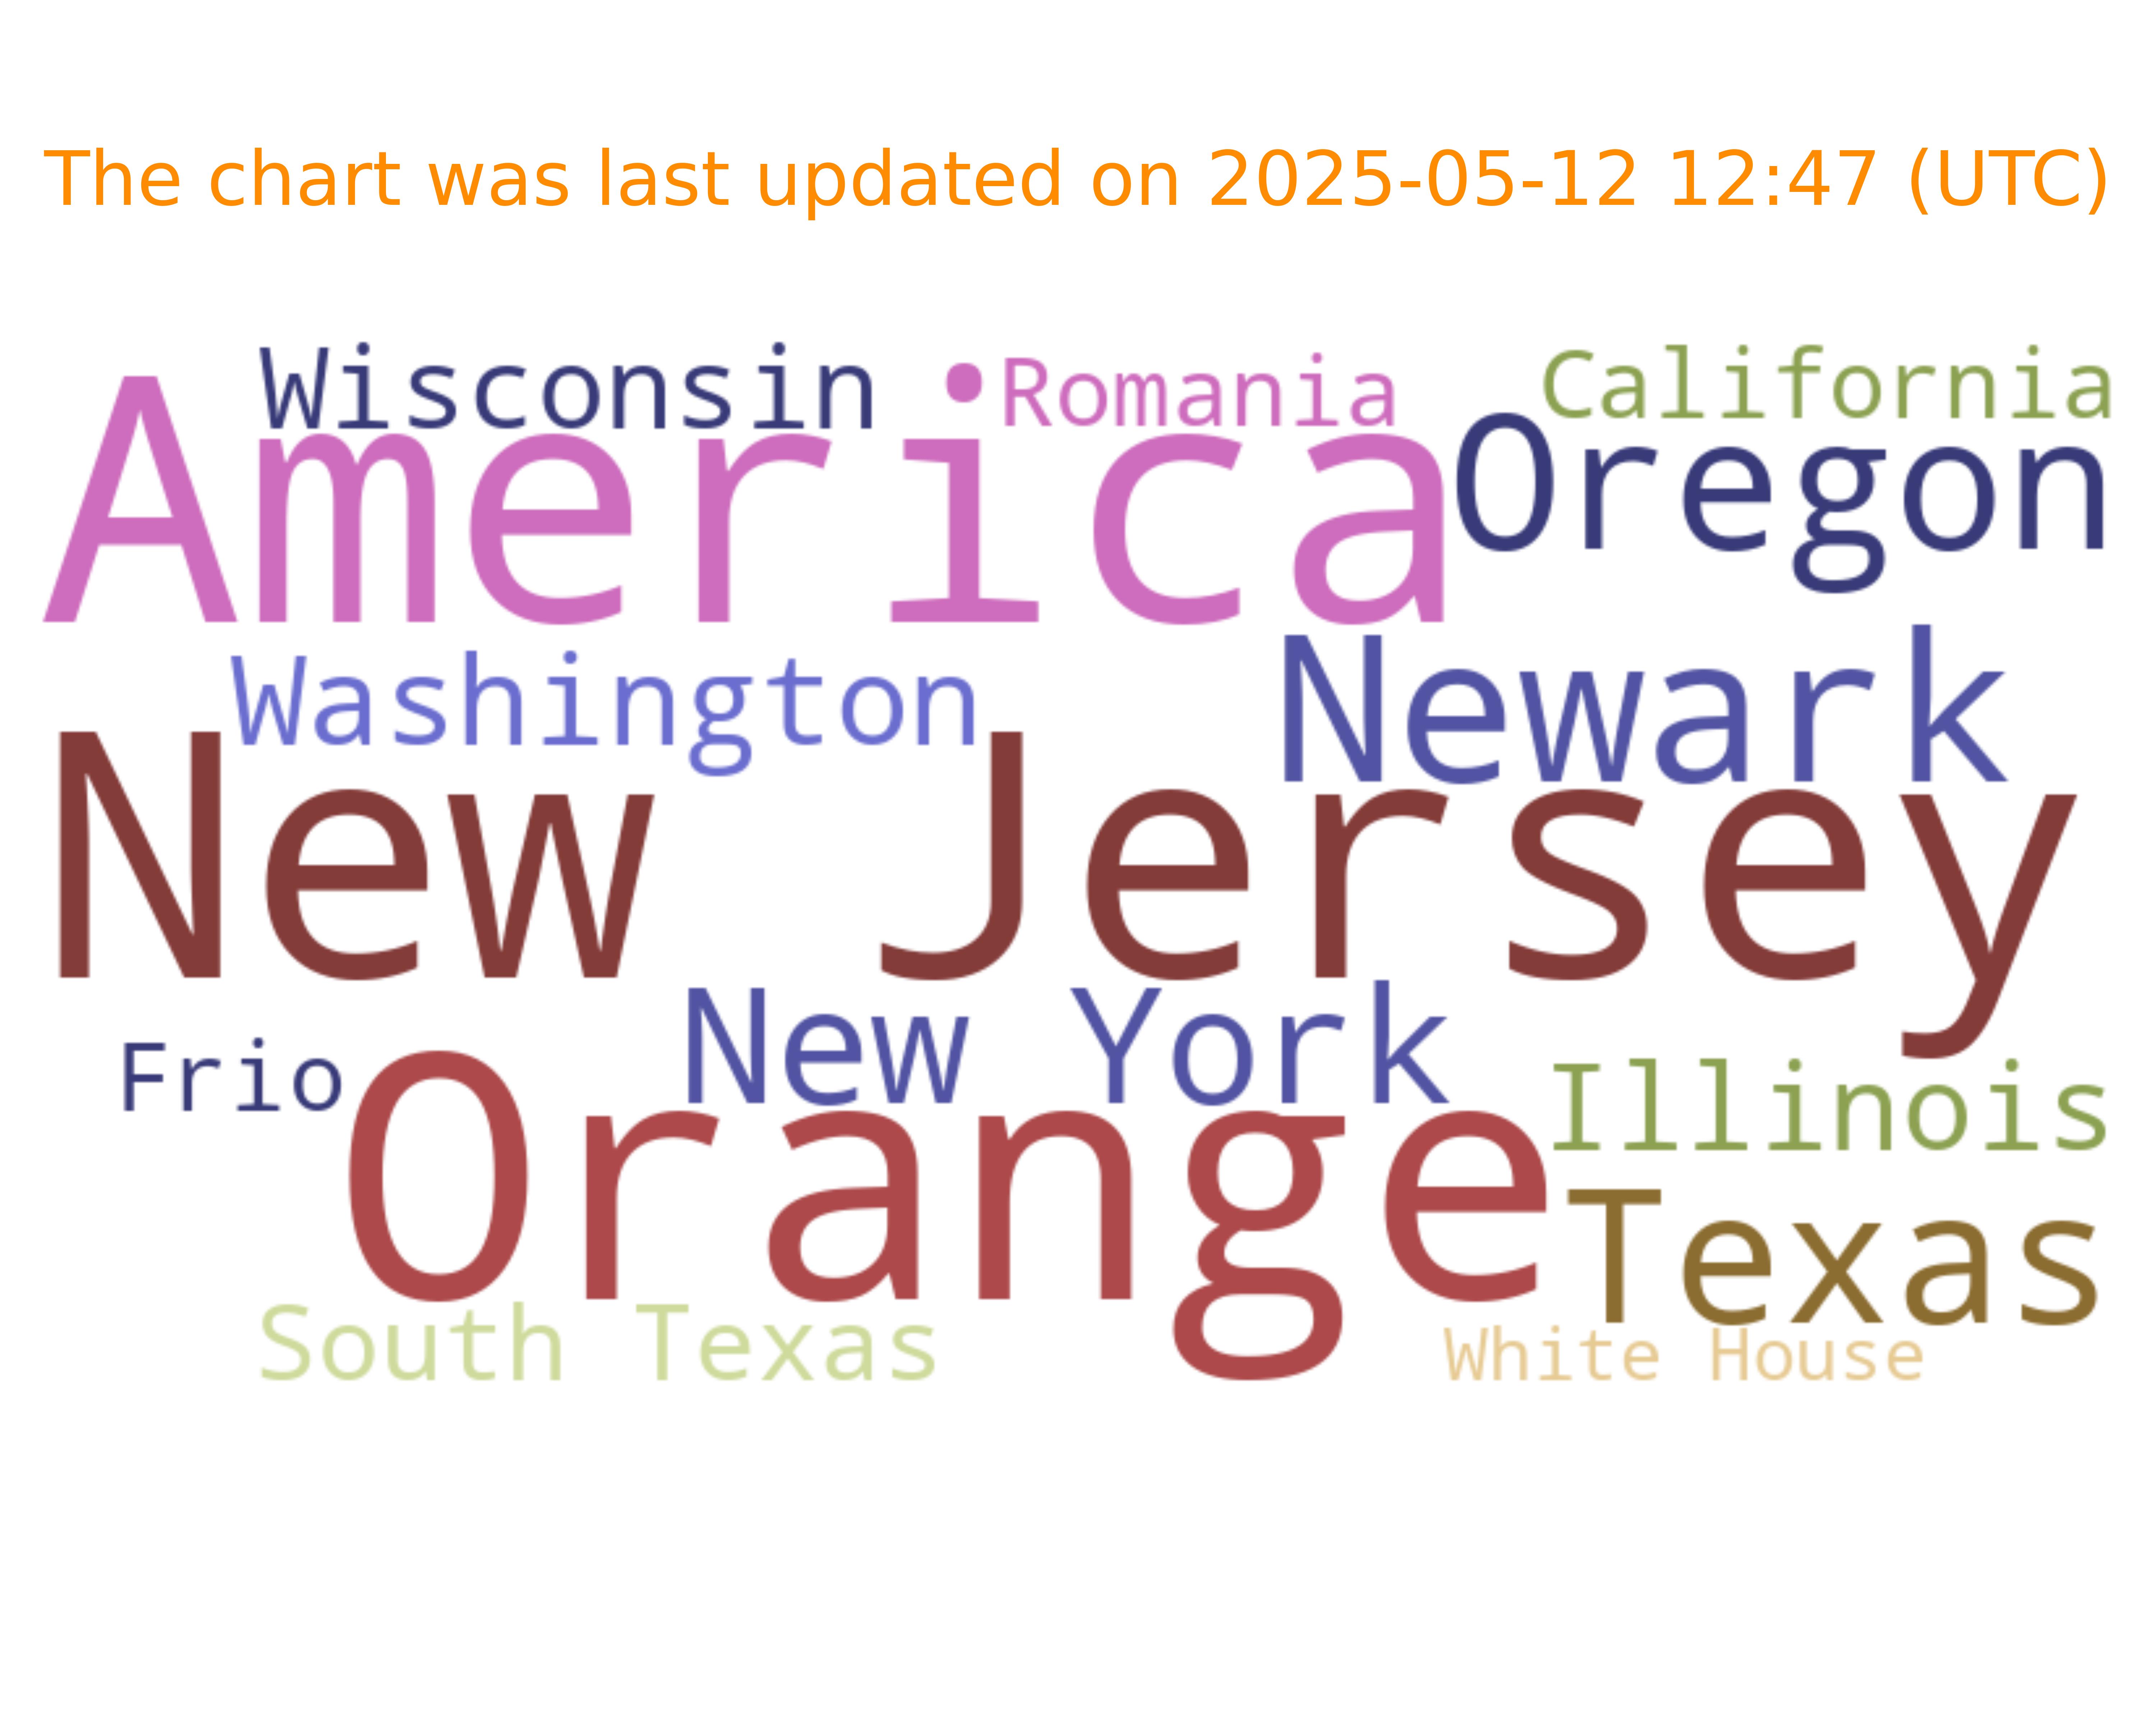 The chart was last updated on 2025-05-12 12:47 (UTC)
Wisconsin
Romania
California
America
Oregon
Washington
Newark
New Jersey
New York
Frio
Orange
Illinois
Texas
South Texas
White House